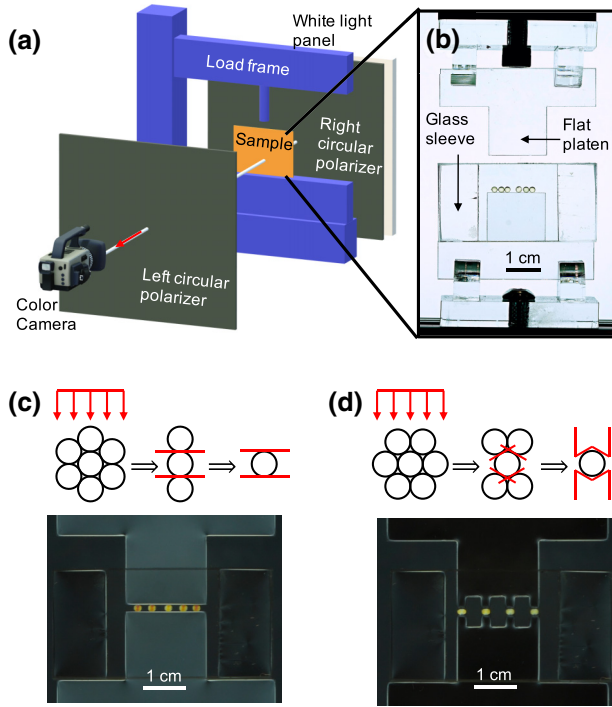 (a)
White light
panel
Load frame
Sample
Right
circular
polarizer
Left circular
polarizer
Color
Camera
(b)
Glass
sleeve
Flat
platen
1 cm
(c)
1 cm
(d)
1 cm